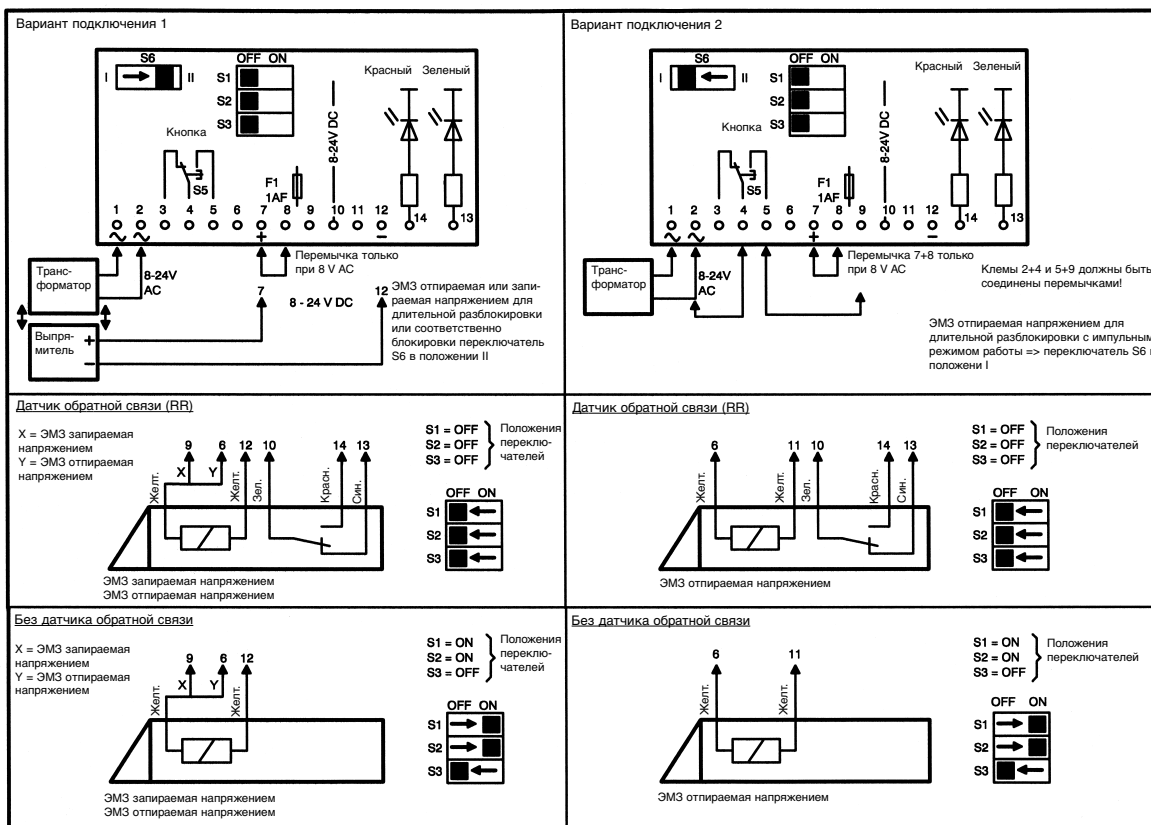 Вариант подключения 1
S6
OFF ON
I
II
S1
S2
S3
Красный Зеленый
Кнопка
S5
8-24V DC
F1
1AF
1 2 3 4 5 6 7 8 9 10 11 12
14
13
+
–
Транс-
форматор
8-24V
AC
Перемычка только
при 8 V AC
7
8 - 24 V DC
12
Выпря-
митель
+
–
ЭМЗ отпираемая или запи-
раемая напряжением для
длительной разблокировки
или соответственно
блокировки переключатель
S6 в положении II
Вариант подключения 2
S6
OFF ON
I
II
S1
S2
S3
Красный Зеленый
Кнопка
S5
8-24V DC
F1
1AF
1 2 3 4 5 6 7 8 9 10 11 12
14
13
+
–
Транс-
форматор
8-24V
AC
Перемычка 7+8 только
при 8 V AC
Клемы 2+4 и 5+9 должны быть
соединены перемычками!
ЭМЗ отпираемая напряжением для
длительной разблокировки с импульным
режимом работы => переключатель S6
положени I
Датчик обратной связи (RR)
X = ЭМЗ запираемая
напряжением
Y = ЭМЗ отпираемая
напряжением
9 6 12 10 14 13
X Y
Желт.
Желт.
Зел.
Красн.
Син.
ЭМЗ запираемая напряжением
ЭМЗ отпираемая напряжением
S1 = OFF
S2 = OFF
S3 = OFF
Положения
переклю-
чателей
OFF ON
S1
S2
S3
Датчик обратной связи (RR)
6 11 10 14 13
Желт.
Желт.
Зел.
Красн.
Син.
ЭМЗ отпираемая напряжением
S1 = OFF
S2 = OFF
S3 = OFF
Положения
переключателей
OFF ON
S1
S2
S3
Без датчика обратной связи
X = ЭМЗ запираемая
напряжением
Y = ЭМЗ отпираемая
напряжением
9 6 12
X Y
Желт.
Желт.
ЭМЗ запираемая напряжением
ЭМЗ отпираемая напряжением
S1 = ON
S2 = ON
S3 = OFF
Положения
переклю-
чателей
OFF ON
S1
S2
S3
Без датчика обратной связи
6 11
Желт.
Желт.
ЭМЗ отпираемая напряжением
S1 = ON
S2 = ON
S3 = OFF
Положения
переключателей
OFF ON
S1
S2
S3